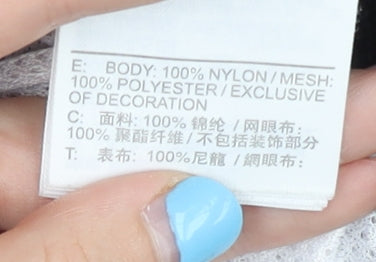 E: BODY: 100% NYLON / MESH:
100% POLYESTER / EXCLUSIVE
OF DECORATION
C: 面料: 100% 锦纶 / 网眼布:
100% 聚酯纤维 / 不包括装饰部分
T: 表布: 100%尼龍 / 網眼布: